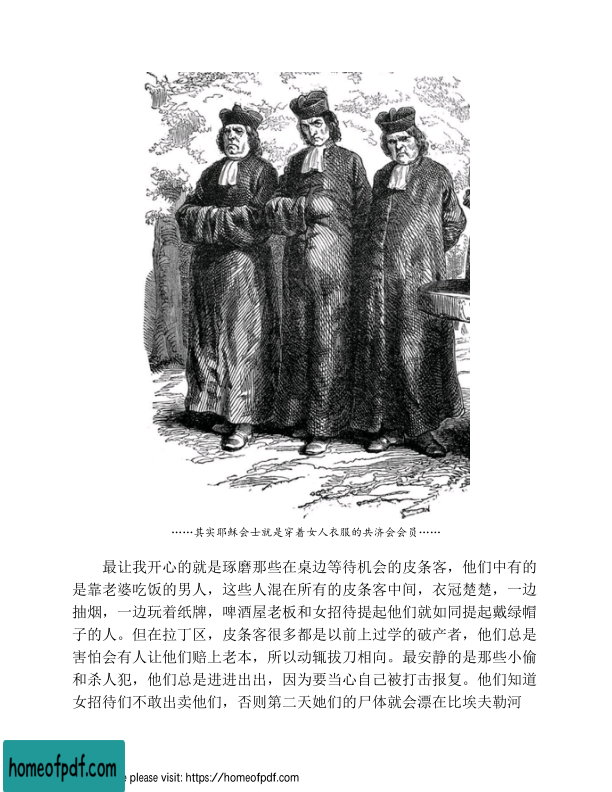 ……其实耶稣会士就是穿着女人衣服的共济会会员……
最让我开心的就是琢磨那些在桌边等待机会的皮条客，他们中有的
是靠老婆吃饭的男人，这些人混在所有的皮条客中间，衣冠楚楚，一边
抽烟，一边玩着纸牌，啤酒屋老板和女招待提起他们就如同提起戴绿帽
子的人。但在拉丁区，皮条客很多都是以前上过学的破产者，他们总是
害怕会有人让他们赔上老本，所以动辄拔刀相向。最安静的是那些小偷
和杀人犯，他们总是进进出出，因为要当心自己被打击报复。他们知道
女招待们不敢出卖他们，否则第二天她们的尸体就会漂在比埃夫勒河
homeofpdf.com
e please visit: https://homeofpdf.com